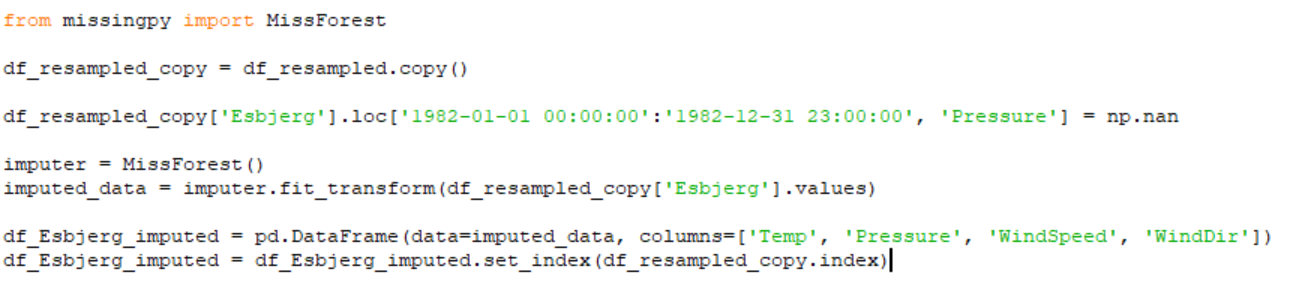 from missingpy import MissForest
df_resampled_copy = df_resampled.copy()
df_resampled_copy['Esbjerg'].loc['1982-01-01 00:00:00':'1982-12-31 23:00:00', 'Pressure'] = np.nan
imputer = MissForest()
imputed_data = imputer.fit_transform(df_resampled_copy['Esbjerg'].values)
df_Esbjerg_imputed = pd.DataFrame(data=imputed_data, columns=['Temp', 'Pressure', 'WindSpeed', 'WindDir'])
df_Esbjerg_imputed = df_Esbjerg_imputed.set_index(df_resampled_copy.index)